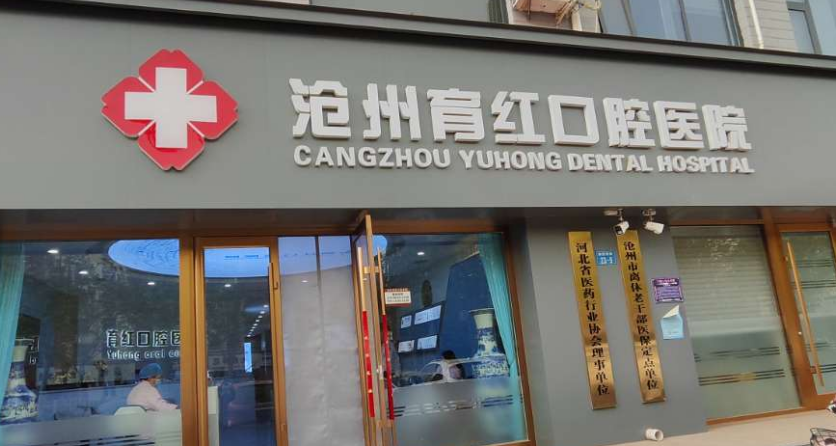 沧州育红口腔医院
CANGZHOU YUHONG DENTAL HOSPITAL
育红口腔医
Yuhong oral
河北省医药行业协会理事单位
沧州市离休老干部医保定点单位